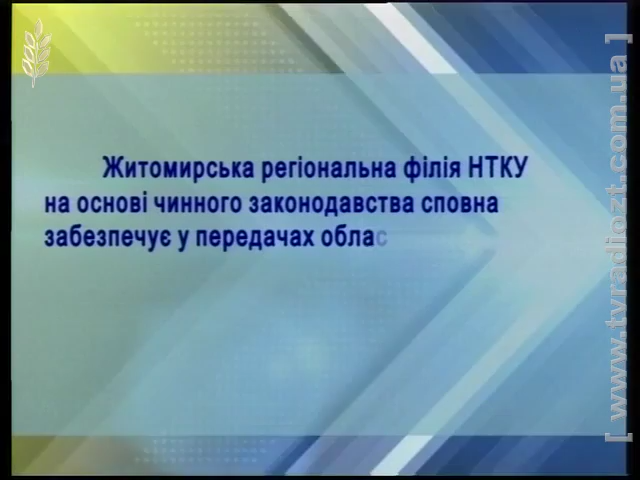 Житомирська регіональна філія НТКУ
на основі чинного законодавства сповна
забезпечує у передачах облас
[ www.tvradiozt.com.ua ]